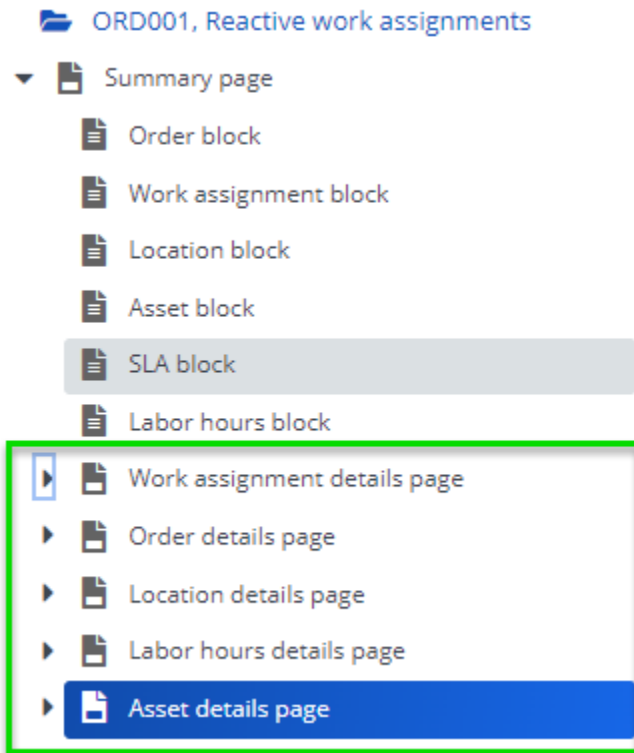 ORD001, Reactive work assignments
Summary page
Order block
Work assignment block
Location block
Asset block
SLA block
Labor hours block
Work assignment details page
Order details page
Location details page
Labor hours details page
Asset details page